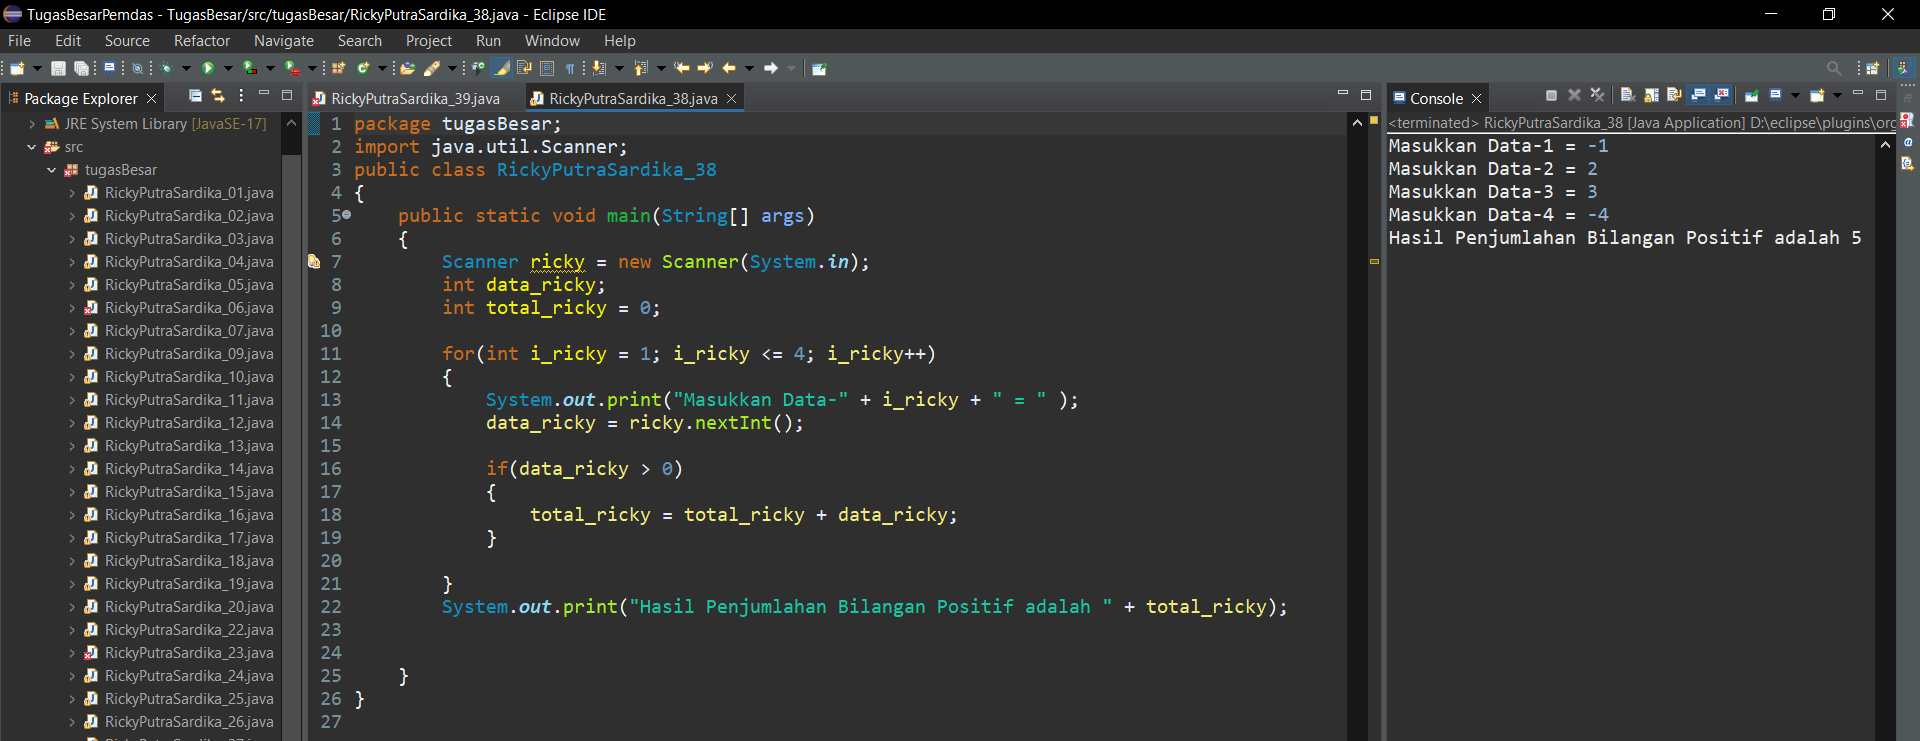 TugasBesarPemdas - TugasBesar/src/tugasBesar/RickyPutraSardika_38.java - Eclipse IDE
File Edit Source Refactor Navigate Search Project Run Window Help
Package Explorer
JRE System Library [JavaSE-17]
src
tugasBesar
RickyPutraSardika_01.java
RickyPutraSardika_02.java
RickyPutraSardika_03.java
RickyPutraSardika_04.java
RickyPutraSardika_05.java
RickyPutraSardika_06.java
RickyPutraSardika_07.java
RickyPutraSardika_09.java
RickyPutraSardika_10.java
RickyPutraSardika_11.java
RickyPutraSardika_12.java
RickyPutraSardika_13.java
RickyPutraSardika_14.java
RickyPutraSardika_15.java
RickyPutraSardika_16.java
RickyPutraSardika_17.java
RickyPutraSardika_18.java
RickyPutraSardika_19.java
RickyPutraSardika_20.java
RickyPutraSardika_22.java
RickyPutraSardika_23.java
RickyPutraSardika_24.java
RickyPutraSardika_25.java
RickyPutraSardika_26.java
RickyPutraSardika_39.java RickyPutraSardika_38.java
1 package tugasBesar;
2 import java.util.Scanner;
3 public class RickyPutraSardika_38
4 {
5 public static void main(String[] args)
6 {
7 Scanner ricky = new Scanner(System.in);
8 int data_ricky;
9 int total_ricky = 0;
10
11 for(int i_ricky = 1; i_ricky <= 4; i_ricky++)
12 {
13 System.out.print("Masukkan Data-" + i_ricky + " = " );
14 data_ricky = ricky.nextInt();
15
16 if(data_ricky > 0)
17 {
18 total_ricky = total_ricky + data_ricky;
19 }
20
21 }
22 System.out.print("Hasil Penjumlahan Bilangan Positif adalah " + total_ricky);
23
24
25 }
26 }
27
Console
<terminated> RickyPutraSardika_38 [Java Application] D:\eclipse\plugins\org
Masukkan Data-1 = -1
Masukkan Data-2 = 2
Masukkan Data-3 = 3
Masukkan Data-4 = -4
Hasil Penjumlahan Bilangan Positif adalah 5